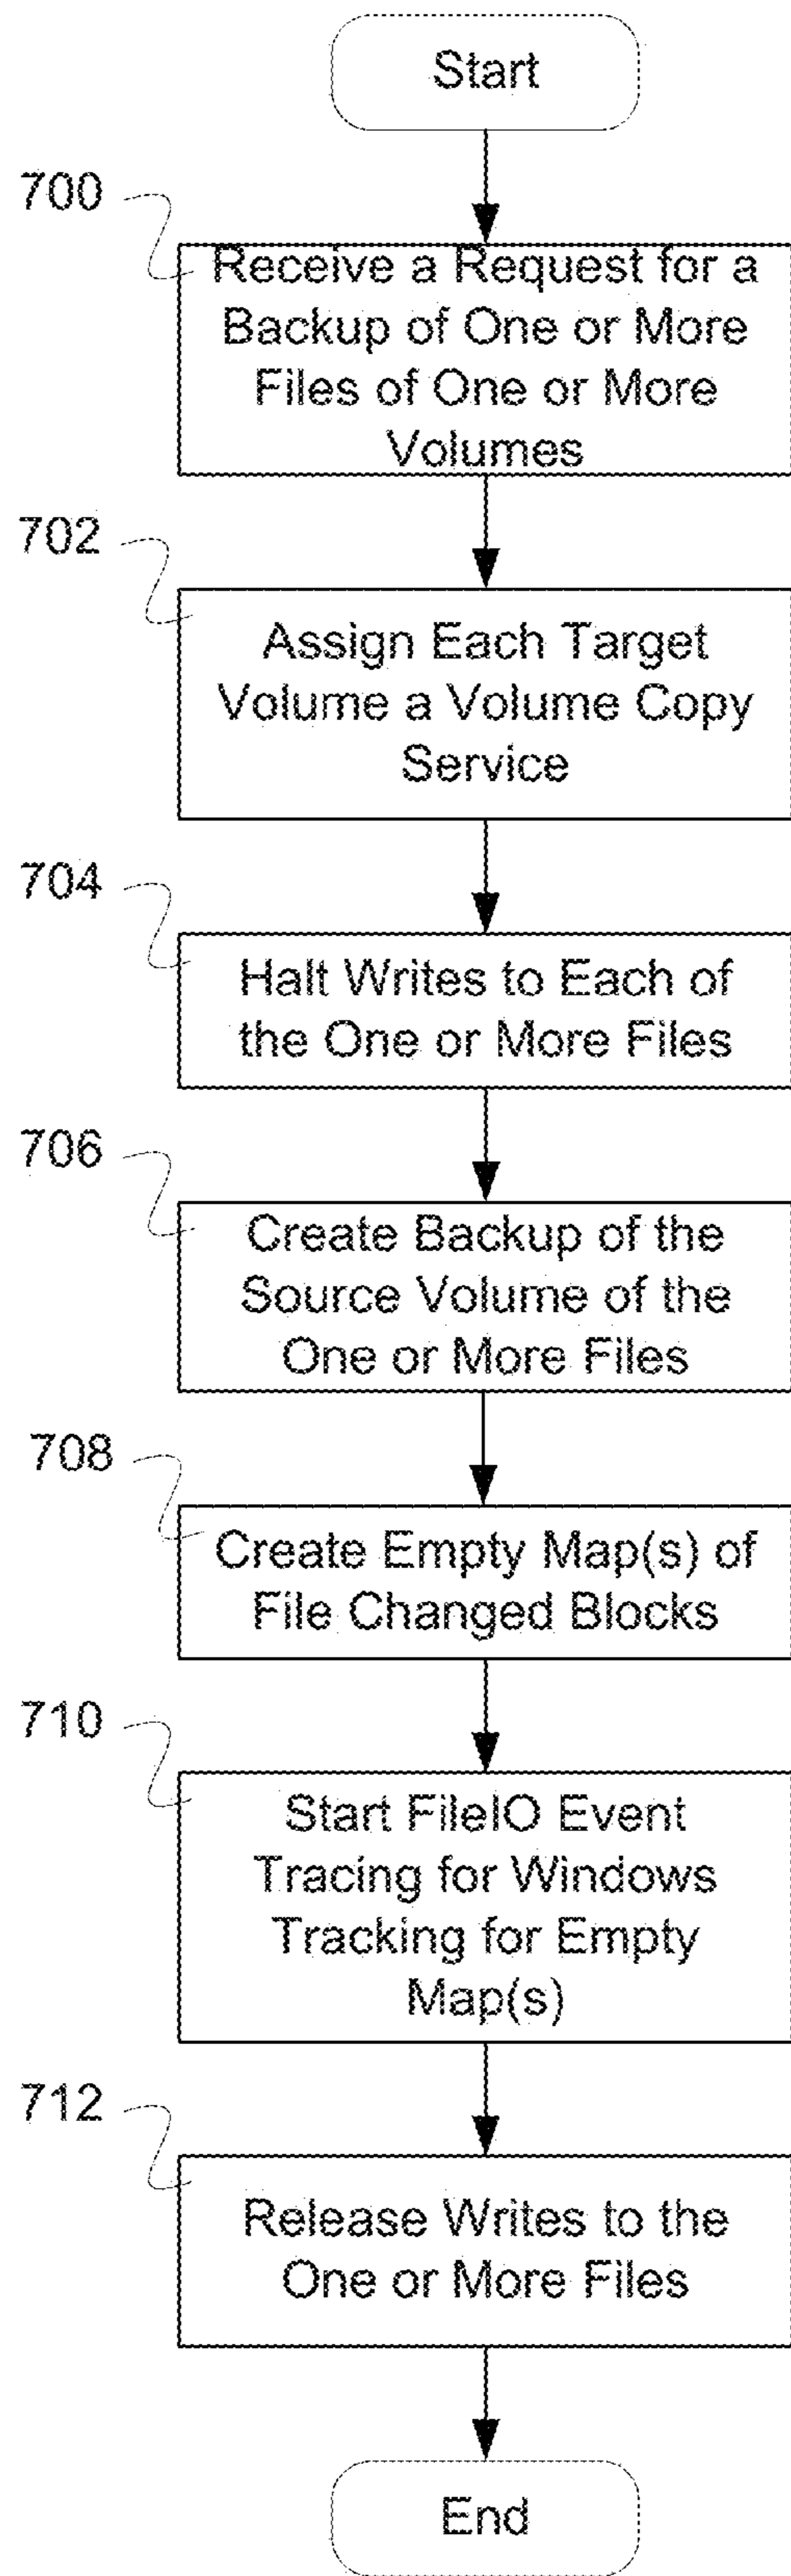 Start
700
Receive a Request for a
Backup of One or More
Files of One or More
Volumes
702
Assign Each Target
Volume a Volume Copy
Service
704
Halt Writes to Each of
the One or More Files
706
Create Backup of the
Source Volume of the
One or More Files
708
Create Empty Map(s) of
File Changed Blocks
710
Start FileIO Event
Tracing for Windows
Tracking for Empty
Map(s)
712
Release Writes to the
One or More Files
End